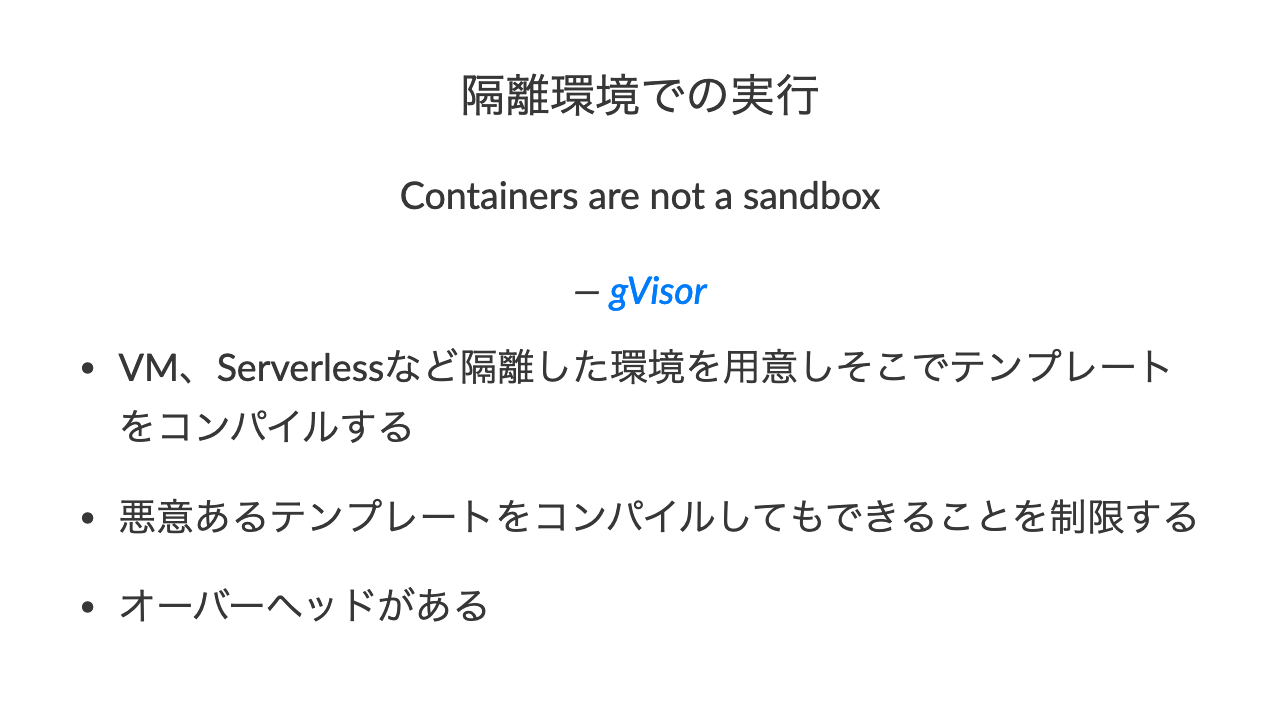 隔離環境での実行
Containers are not a sandbox
— gVisor
• VM、Serverlessなど隔離した環境を用意しそこでテンプレート
をコンパイルする
• 悪意あるテンプレートをコンパイルしてもできることを制限する
• オーバーヘッドがある